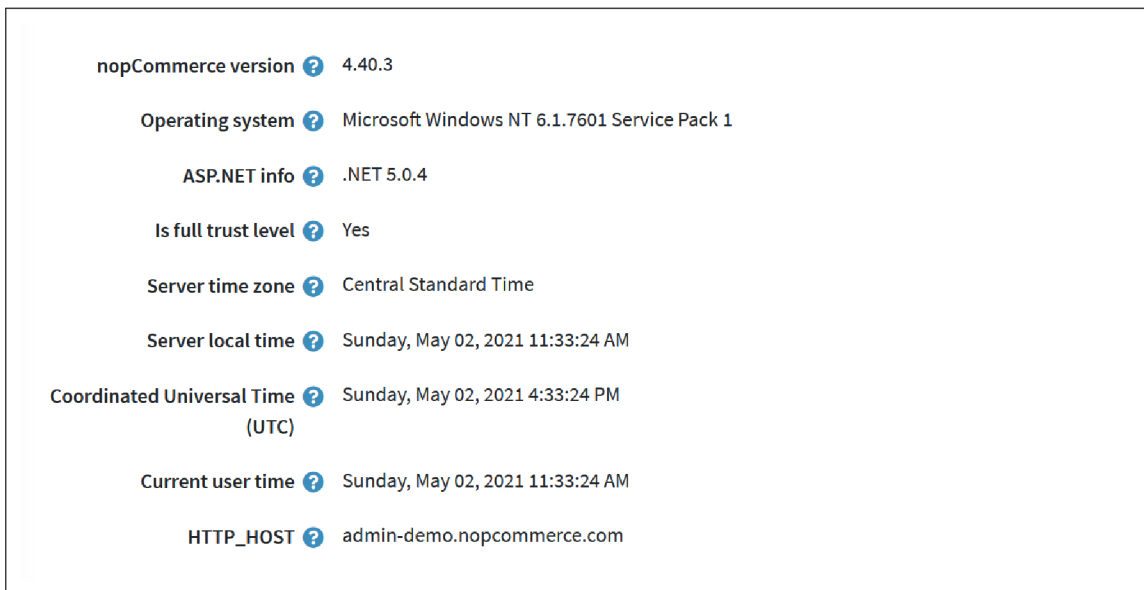 nopCommerce version ? 4.40.3
Operating system ? Microsoft Windows NT 6.1.7601 Service Pack 1
ASP.NET info ? .NET 5.0.4
Is full trust level ? Yes
Server time zone ? Central Standard Time
Server local time ? Sunday, May 02, 2021 11:33:24 AM
Coordinated Universal Time ? Sunday, May 02, 2021 4:33:24 PM
(UTC)
Current user time ? Sunday, May 02, 2021 11:33:24 AM
HTTP_HOST ? admin-demo.nopcommerce.com